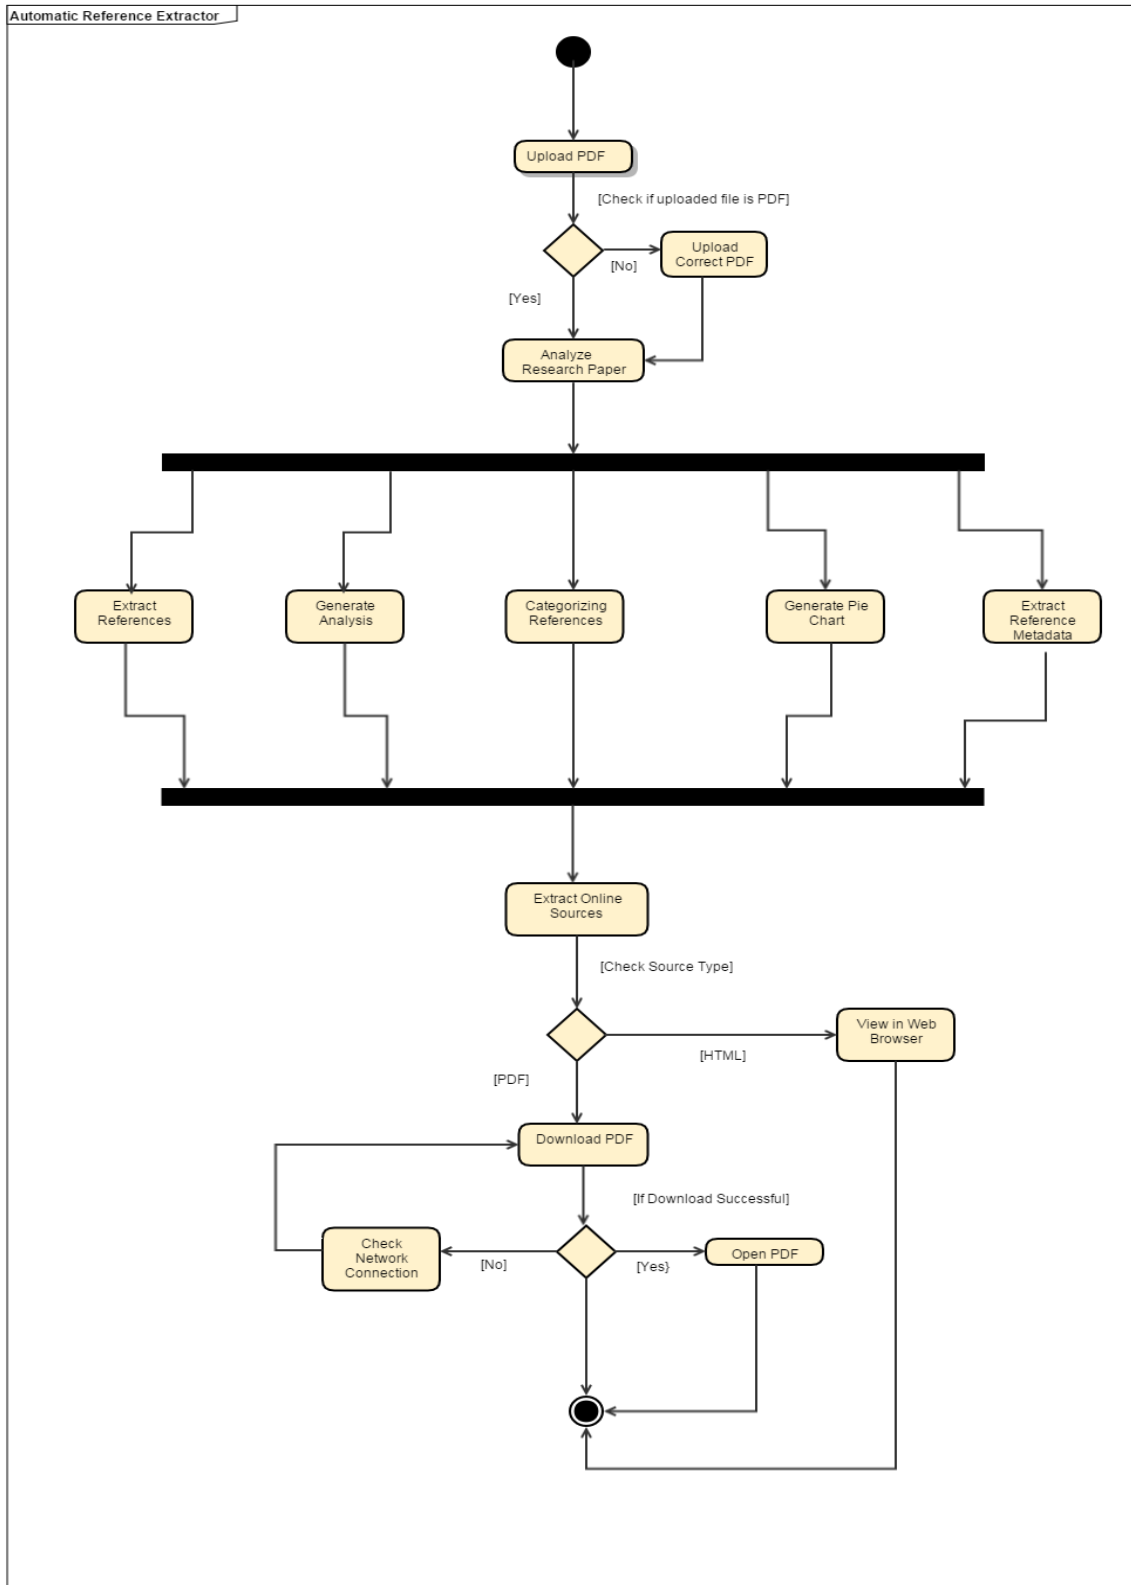 Automatic Reference Extractor
Upload PDF
[Check if uploaded file is PDF]
Upload
Correct PDF
[No]
[Yes]
Analyze
Research Paper
Extract
References
Generate
Analysis
Categorizing
References
Generate Pie
Chart
Extract
Reference
Metadata
Extract Online
Sources
[Check Source Type]
View in Web
Browser
[HTML]
[PDF]
Download PDF
[If Download Successful]
Check
Network
Connection
[No]
[Yes}
Open PDF